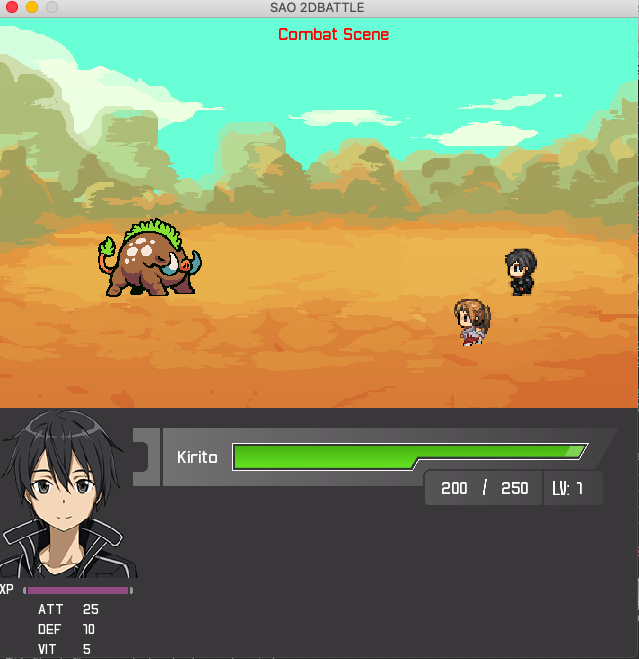 SAO 2DBATTLE
Combat Scene
Kirito
200 / 250 LV: 1
XP
ATT 25
DEF 10
VIT 5